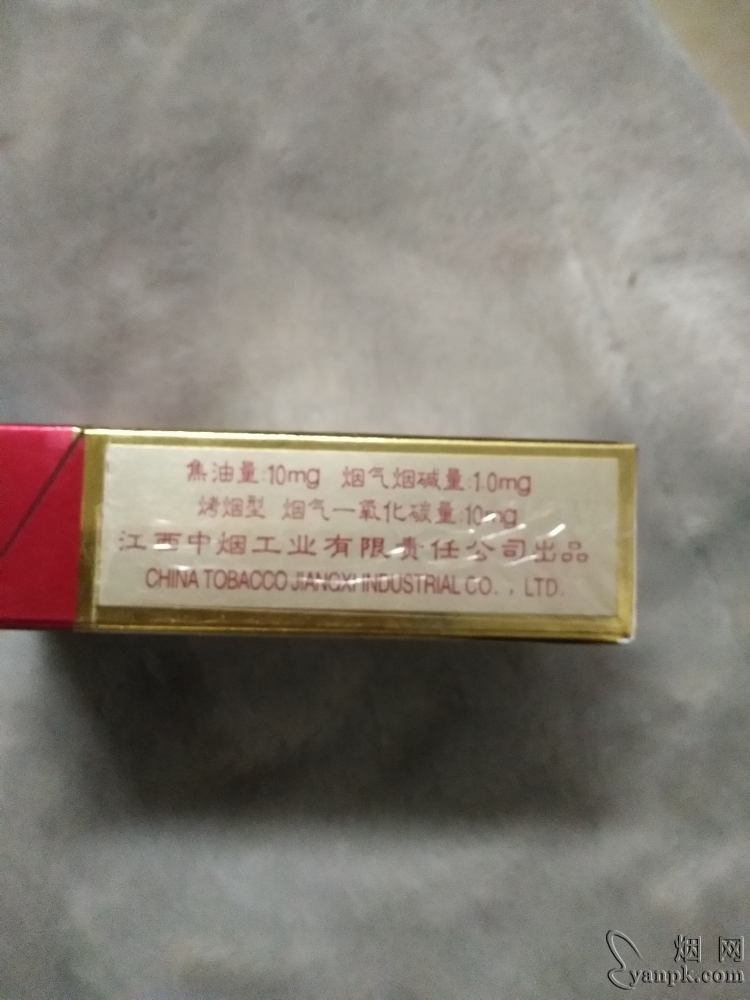 焦油量:10mg 烟气烟碱量:1.0mg
烤烟型 烟气一氧化碳量:10mg
江西中烟工业有限责任公司出品
CHINA TOBACCO JIANGXI INDUSTRIAL CO. , LTD.
烟网
yanpk.com